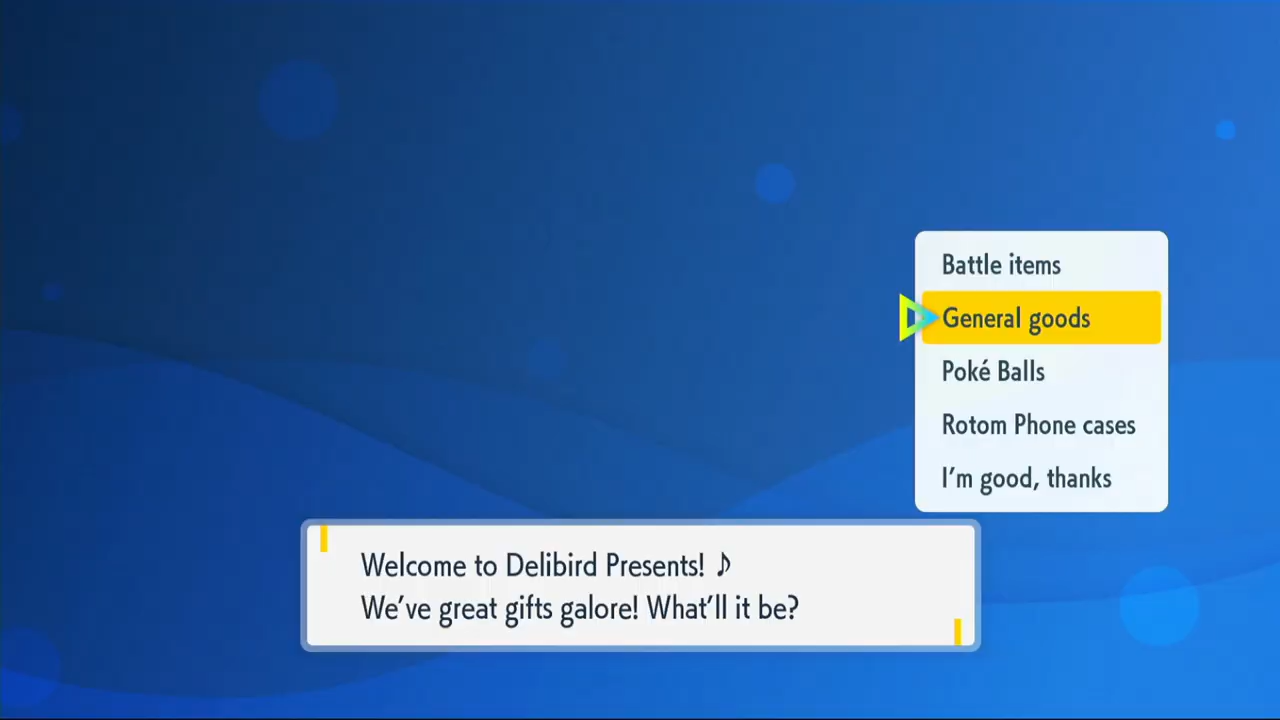 Battle items
General goods
Poké Balls
Rotom Phone cases
I'm good, thanks
Welcome to Delibird Presents! ♪
We've great gifts galore! What'll it be?